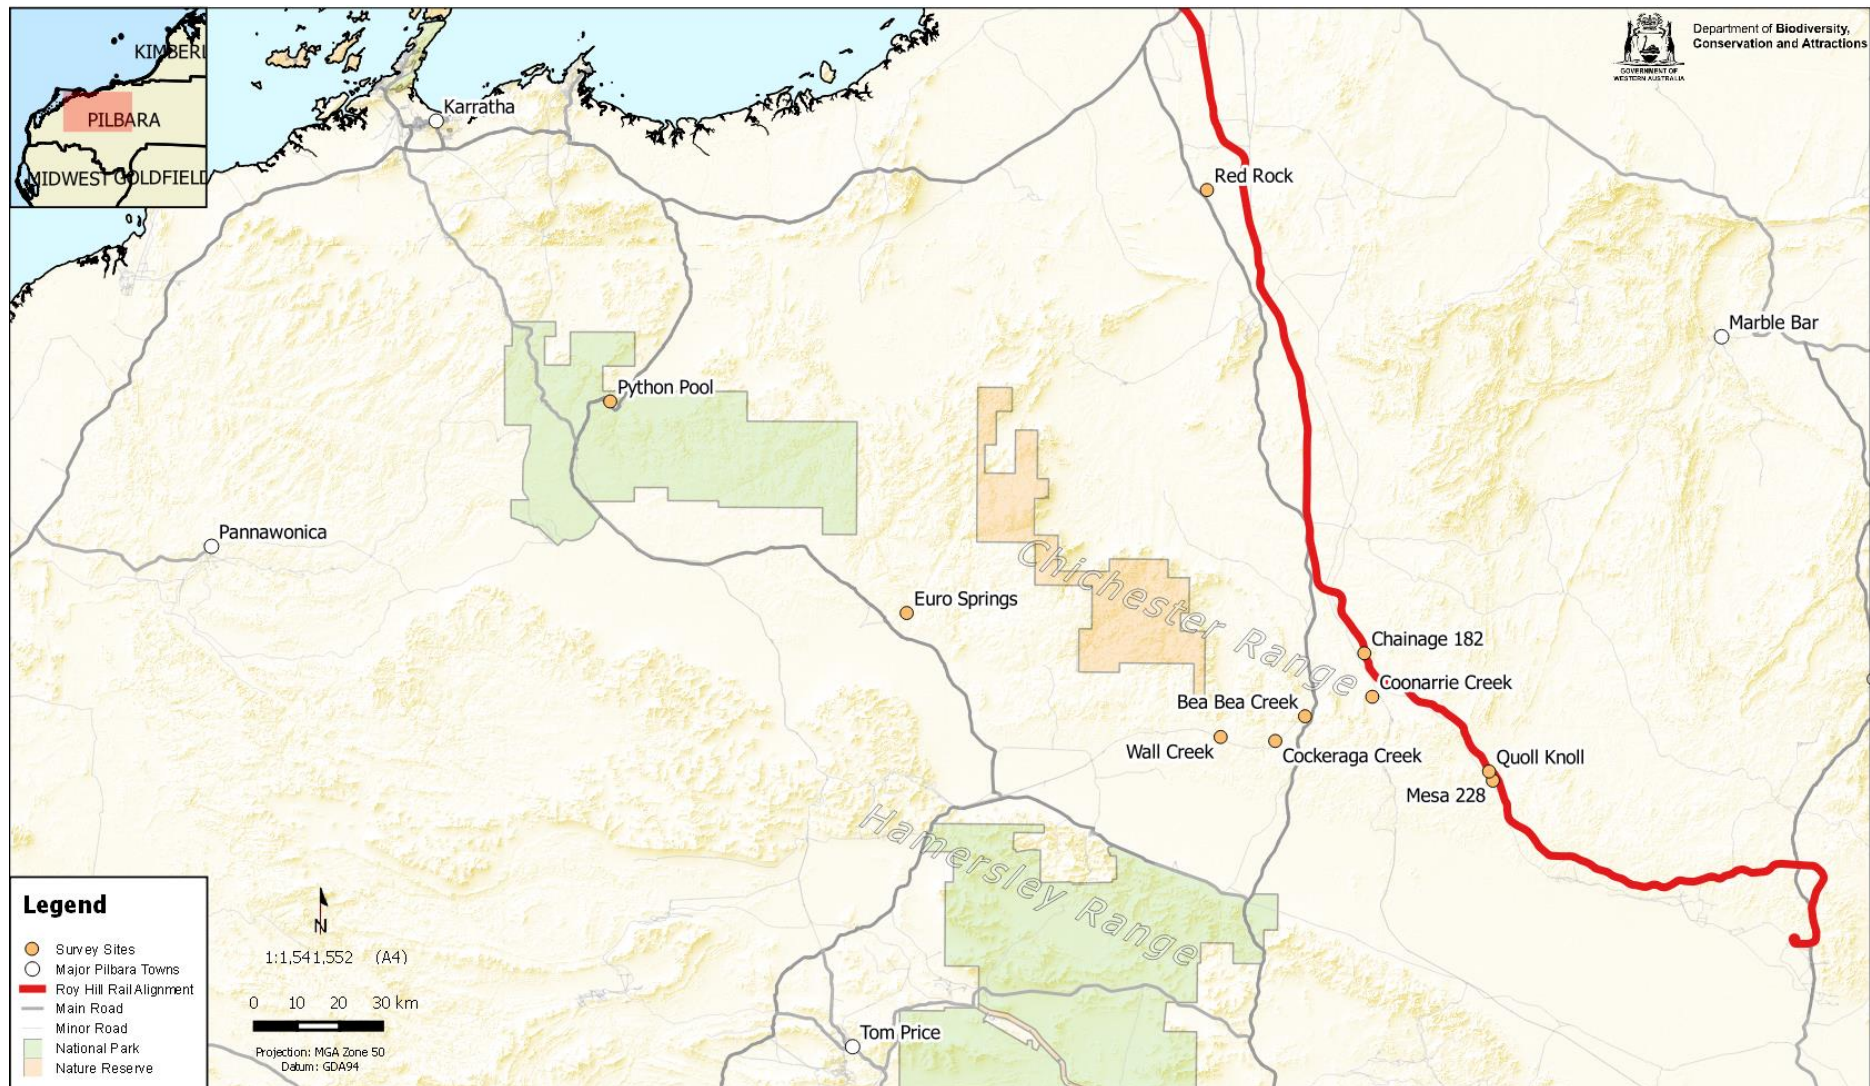 KIMBERL
PILBARA
MIDWEST
GOLDFIELD
GOVERNMENT OF
WESTERN AUSTRALIA
Department of Biodiversity,
Conservation and Attractions
Karratha
Red Rock
Marble Bar
Python Pool
Pannawonica
Chichester Range
Euro Springs
Chainage 182
Coonarrie Creek
Bea Bea Creek
Wall Creek
Cockeraga Creek
Quoll Knoll
Mesa 228
Hamersley Range
Tom Price
Legend
Survey Sites
Major Pilbara Towns
Roy Hill Rail Alignment
Main Road
Minor Road
National Park
Nature Reserve
N
1:1,541,552 (A4)
0 10 20 30 km
Projection: MGA Zone 50
Datum: GDA94